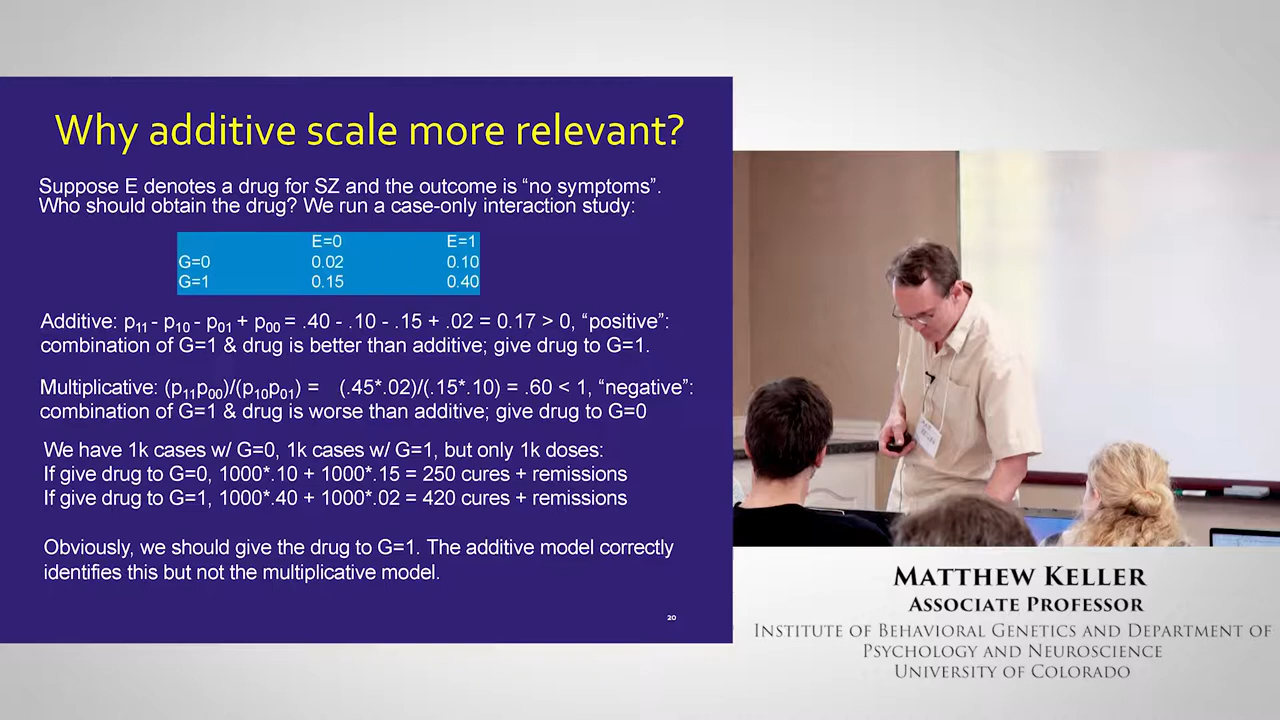 Why additive scale more relevant?
Suppose E denotes a drug for SZ and the outcome is “no symptoms”.
Who should obtain the drug? We run a case-only interaction study:
E=0 E=1
G=0 0.02 0.10
G=1 0.15 0.40
Additive: p11 - p10 - p01 + p00 = .40 - .10 - .15 + .02 = 0.17 > 0, “positive”:
combination of G=1 & drug is better than additive; give drug to G=1.
Multiplicative: (p11p00)/(p10p01) = (.45*.02)/(.15*.10) = .60 < 1, “negative”:
combination of G=1 & drug is worse than additive; give drug to G=0
We have 1k cases w/ G=0, 1k cases w/ G=1, but only 1k doses:
If give drug to G=0, 1000*.10 + 1000*.15 = 250 cures + remissions
If give drug to G=1, 1000*.40 + 1000*.02 = 420 cures + remissions
Obviously, we should give the drug to G=1. The additive model correctly
identifies this but not the multiplicative model.
20
Matthew Keller
Associate Professor
Institute of Behavioral Genetics and Department of
Psychology and Neuroscience
University of Colorado